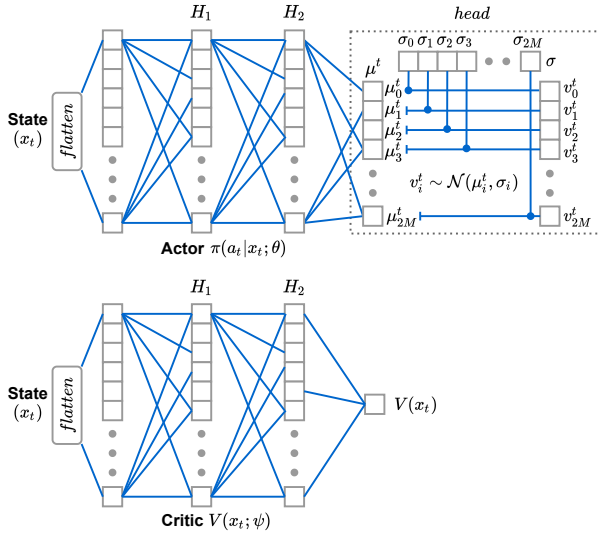 H₁ H₂ head
σ₀ σ₁ σ₂ σ₃ σ₂M σ
μᵗ
μ₀ᵗ v₀ᵗ
μ₁ᵗ v₁ᵗ
μ₂ᵗ v₂ᵗ
μ₃ᵗ v₃ᵗ
State
(xₜ)
flatten
vᵢᵗ ∼ 𝒩(μᵢᵗ, σᵢ)
μ₂Mᵗ v₂Mᵗ
Actor π(aₜ|xₜ; θ)
H₁ H₂
State
(xₜ)
flatten
V(xₜ)
Critic V(xₜ; ψ)